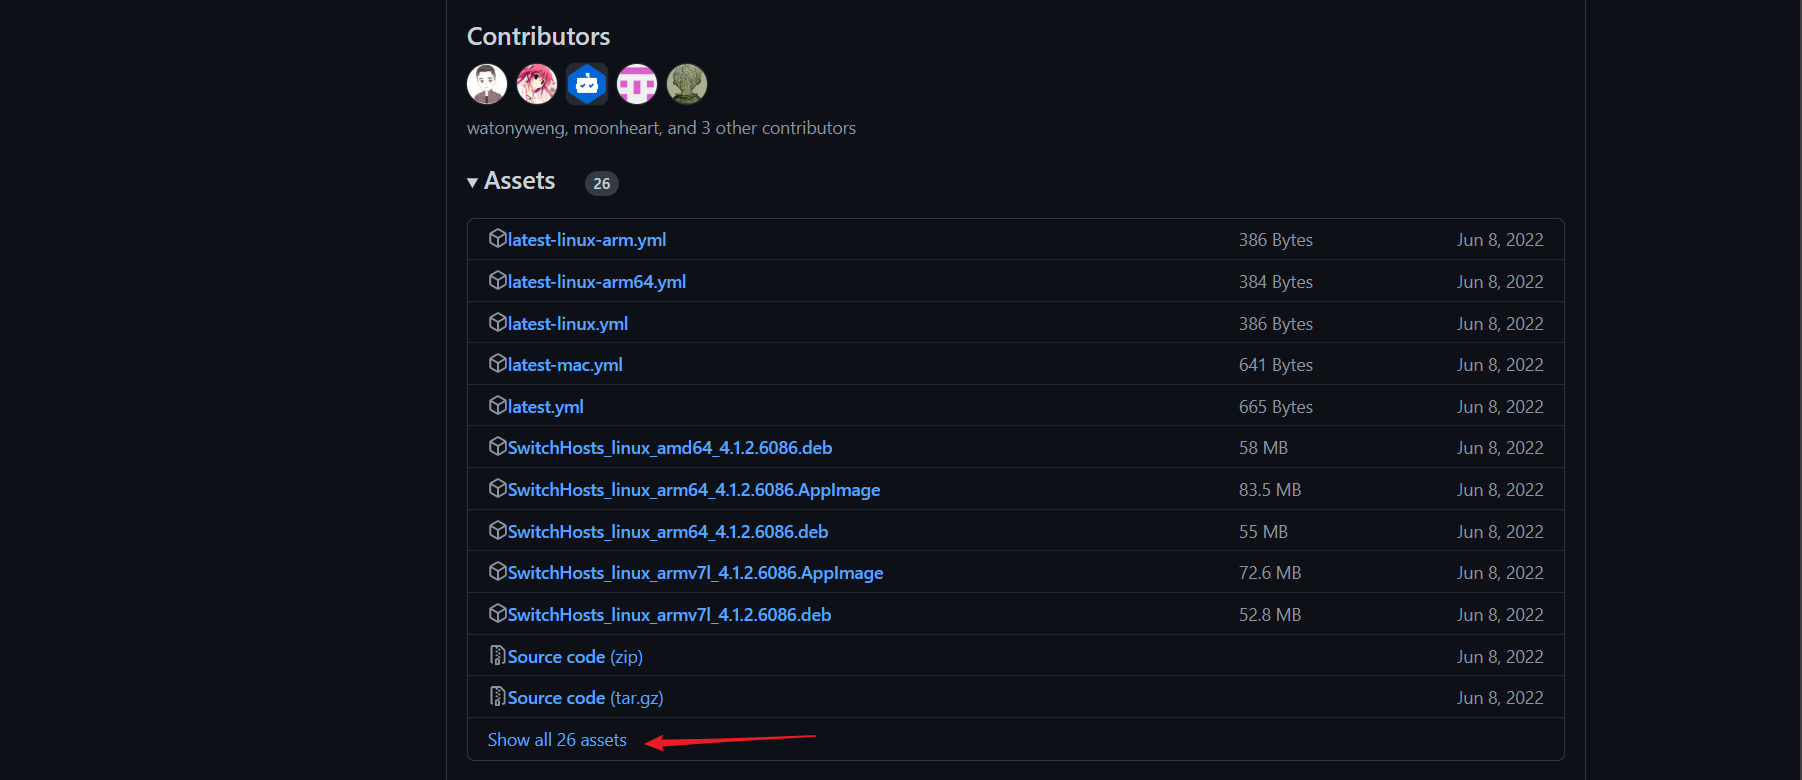 Contributors
watonyweng, moonheart, and 3 other contributors
Assets 26
latest-linux-arm.yml 386 Bytes Jun 8, 2022
latest-linux-arm64.yml 384 Bytes Jun 8, 2022
latest-linux.yml 386 Bytes Jun 8, 2022
latest-mac.yml 641 Bytes Jun 8, 2022
latest.yml 665 Bytes Jun 8, 2022
SwitchHosts_linux_amd64_4.1.2.6086.deb 58 MB Jun 8, 2022
SwitchHosts_linux_arm64_4.1.2.6086.AppImage 83.5 MB Jun 8, 2022
SwitchHosts_linux_arm64_4.1.2.6086.deb 55 MB Jun 8, 2022
SwitchHosts_linux_armv7l_4.1.2.6086.AppImage 72.6 MB Jun 8, 2022
SwitchHosts_linux_armv7l_4.1.2.6086.deb 52.8 MB Jun 8, 2022
Source code (zip) Jun 8, 2022
Source code (tar.gz) Jun 8, 2022
Show all 26 assets